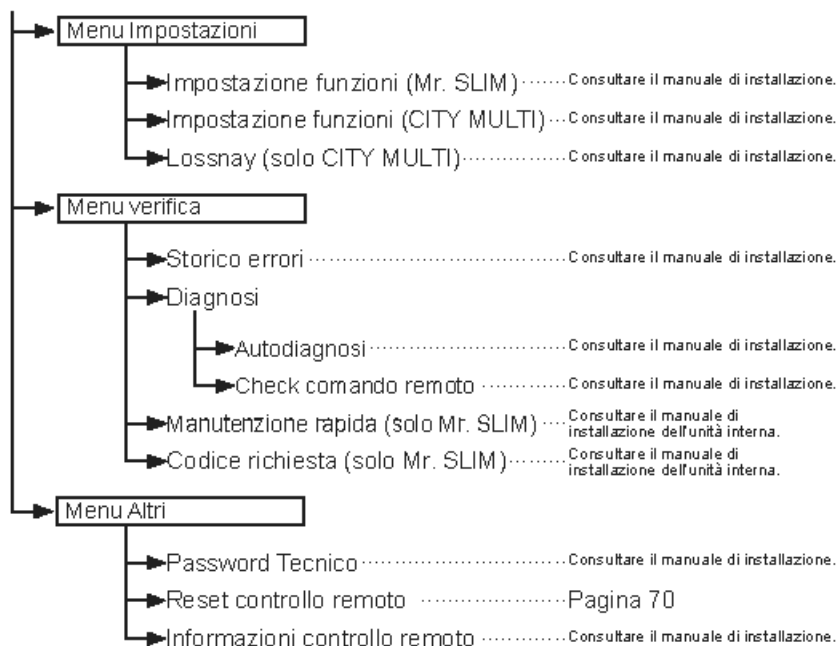 Menu Impostazioni
Impostazione funzioni (Mr. SLIM) ······· Consultare il manuale di installazione.
Impostazione funzioni (CITY MULTI) ··· Consultare il manuale di installazione.
Lossnay (solo CITY MULTI) ················ Consultare il manuale di installazione.
Menu verifica
Storico errori ········································ Consultare il manuale di installazione.
Diagnosi
Autodiagnosi ······························ Consultare il manuale di installazione.
Check comando remoto ············· Consultare il manuale di installazione.
Manutenzione rapida (solo Mr. SLIM) ···· Consultare il manuale di
installazione dell'unità interna.
Codice richiesta (solo Mr. SLIM) ········· Consultare il manuale di
installazione dell'unità interna.
Menu Altri
Password Tecnico ······························ Consultare il manuale di installazione.
Reset controllo remoto ······················ Pagina 70
Informazioni controllo remoto ············· Consultare il manuale di installazione.